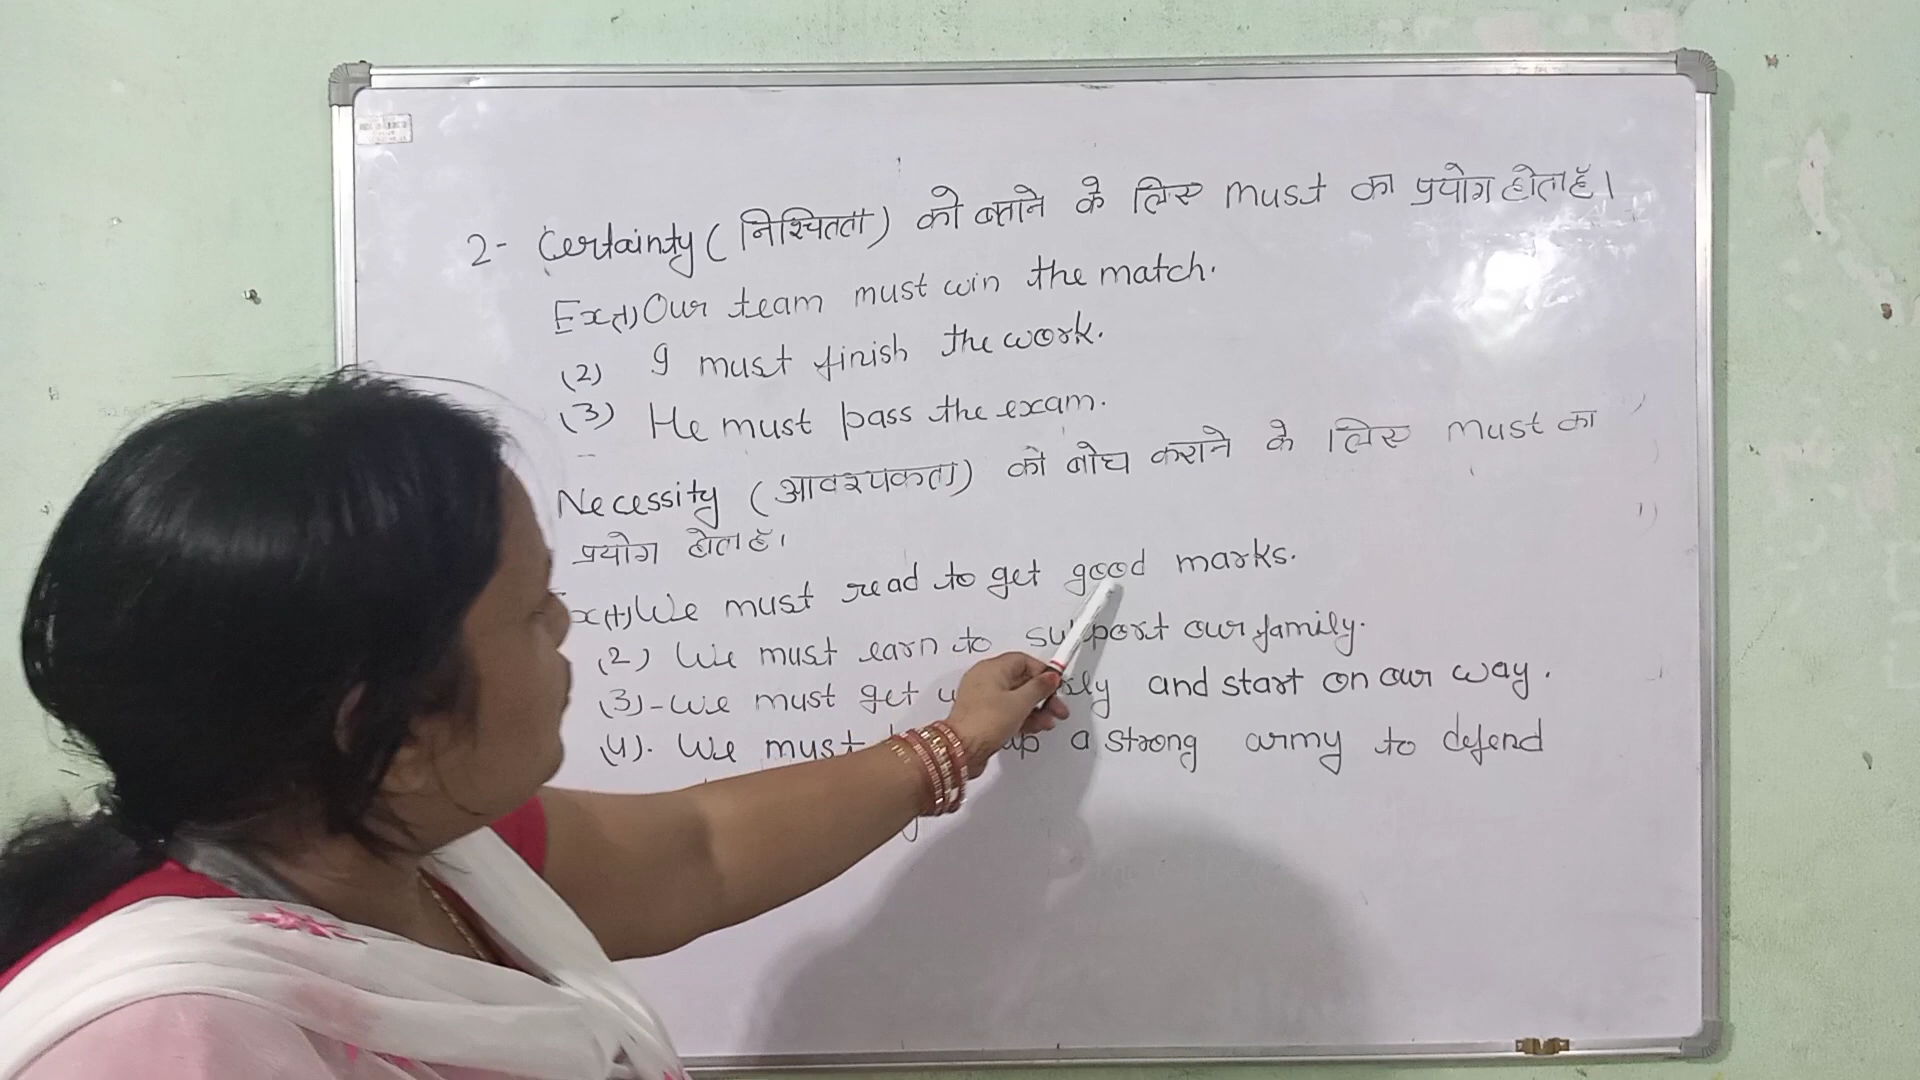 2- Certainty (निश्चितता) को बताने के लिए must का प्रयोग होता है।
Ex(1) Our team must win the match.
(2) I must finish the work.
(3) He must pass the exam.
Necessity (आवश्यकता) को बोध कराने के लिए must का
प्रयोग होता है।
Ex(1) We must read to get good marks.
(2) We must earn to support our family.
(3)-We must get and start on our way.
(4). We must up a strong army to defend